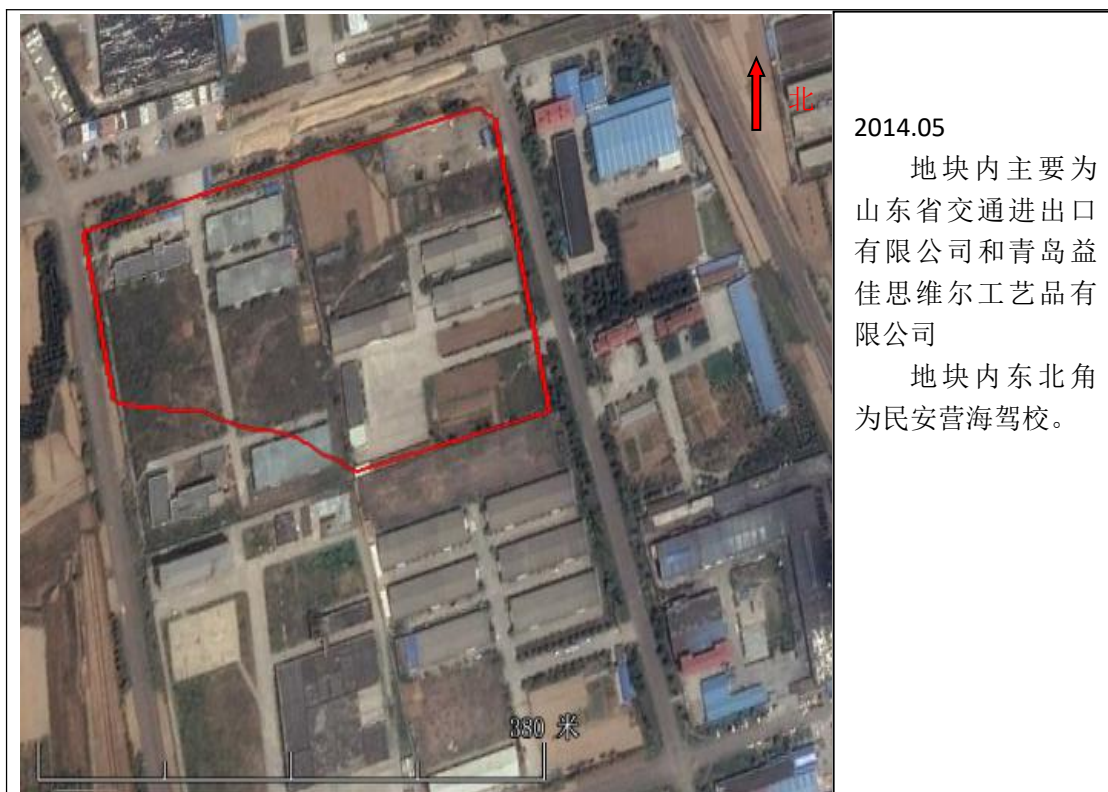 北
2014.05
地块内主要为
山东省交通进出口
有限公司和青岛益
佳思维尔工艺品有
限公司
地块内东北角
为民安营海驾校。
380 米